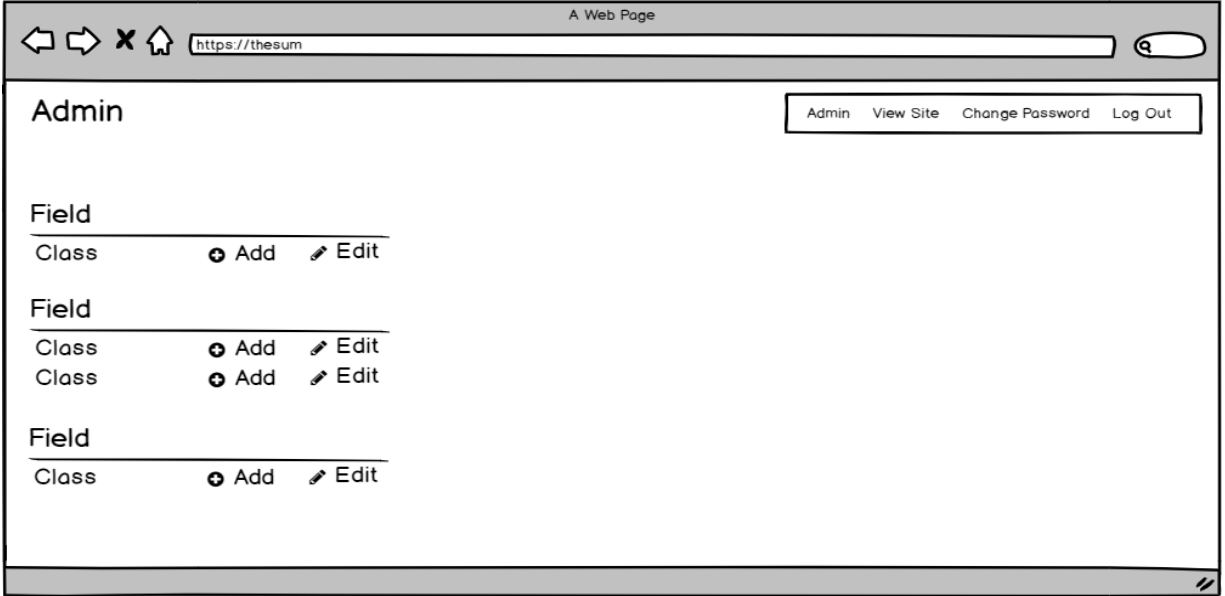 A Web Page
https://thesum
Admin
Admin View Site Change Password Log Out
Field
Class Add Edit
Field
Class Add Edit
Class Add Edit
Field
Class Add Edit